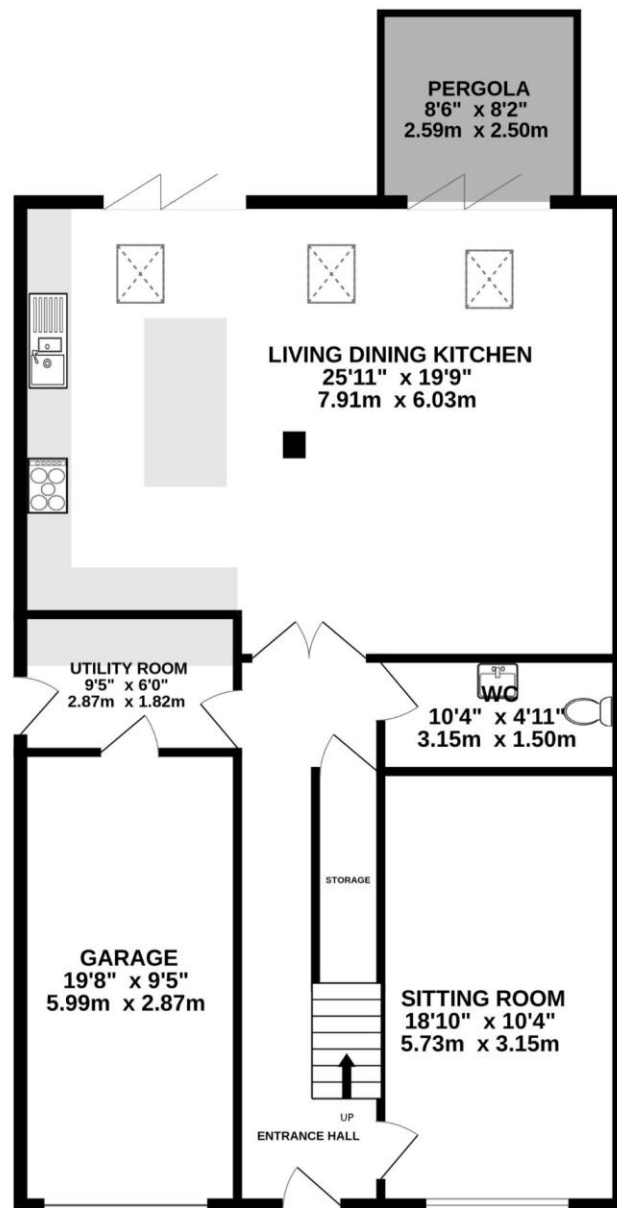 PERGOLA
8'6" x 8'2"
2.59m x 2.50m
LIVING DINING KITCHEN
25'11" x 19'9"
7.91m x 6.03m
UTILITY ROOM
9'5" x 6'0"
2.87m x 1.82m
WC
10'4" x 4'11"
3.15m x 1.50m
STORAGE
GARAGE
19'8" x 9'5"
5.99m x 2.87m
SITTING ROOM
18'10" x 10'4"
5.73m x 3.15m
UP
ENTRANCE HALL